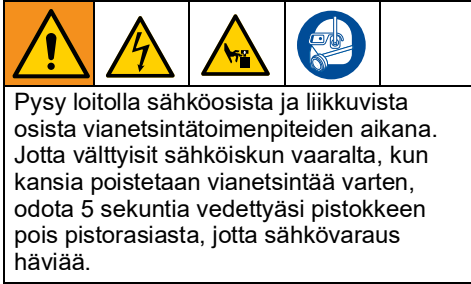 Pysy loitolla sähköosista ja liikkuvista
osista vianetsintätoimenpiteiden aikana.
Jotta välttyisit sähköiskun vaaralta, kun
kansia poistetaan vianetsintää varten,
odota 5 sekuntia vedettyäsi pistokkeen
pois pistorasiasta, jotta sähkövaraus
häviää.